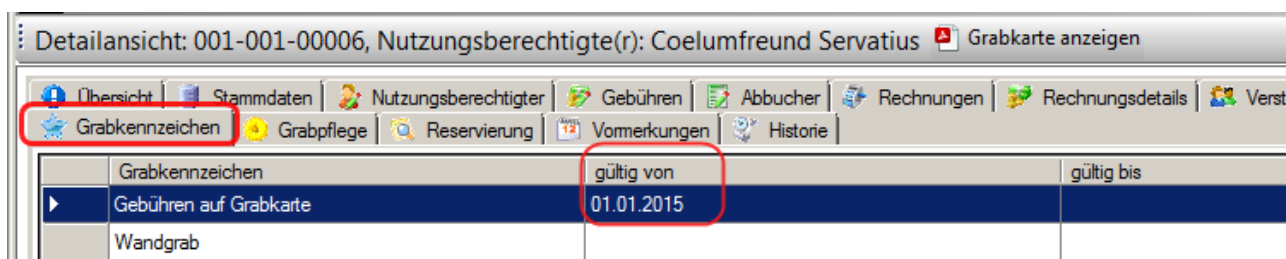 Detailansicht: 001-001-00006, Nutzungsberechtigte(r): Coelumfreund Servatius Grabkarte anzeigen
Übersicht Stammdaten Nutzungsberechtigter Gebühren Abbucher Rechnungen Rechnungsdetails Verst
Grabkennzeichen Grabpflege Reservierung Vormerkungen Historie
Grabkennzeichen gültig von gültig bis
Gebühren auf Grabkarte 01.01.2015
Wandgrab